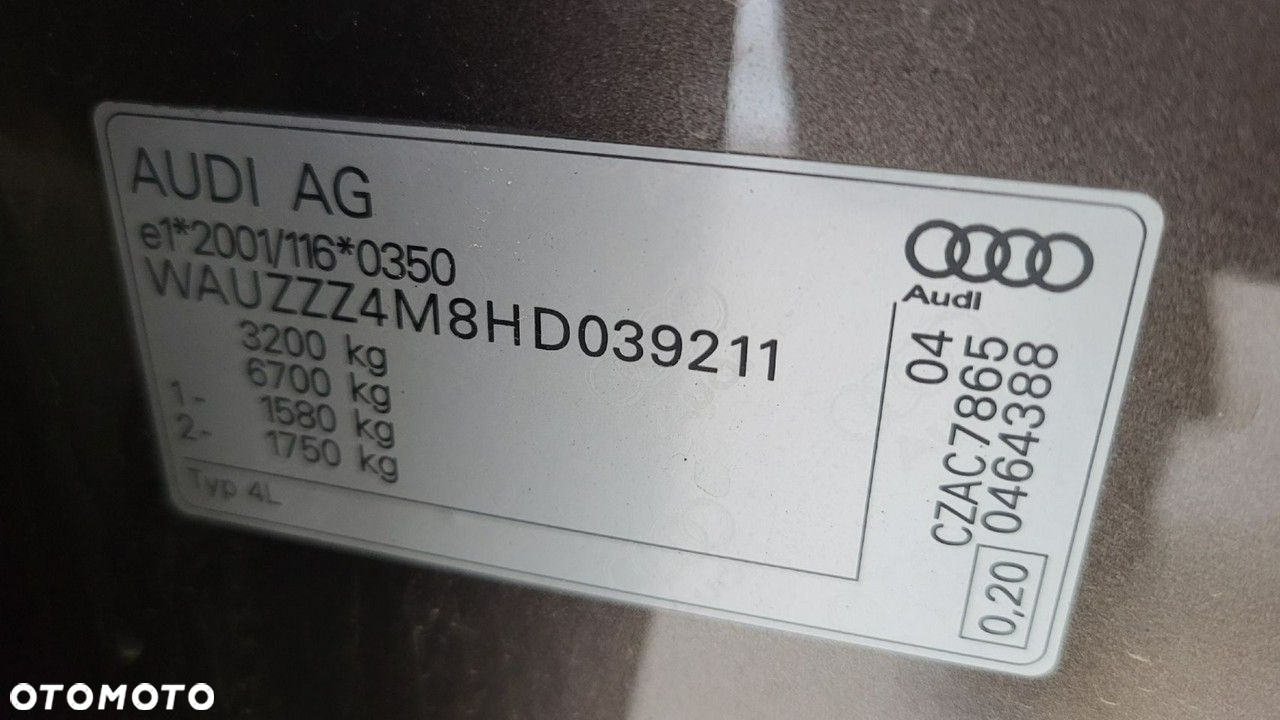 AUDI AG
e1*2001/116*0350
WAUZZZ4M8HD039211
3200 kg
6700 kg
1- 1580 kg
2- 1750 kg
Typ 4L
Audi
04
CZAC7865
0464388
0,20
OTOMOTO